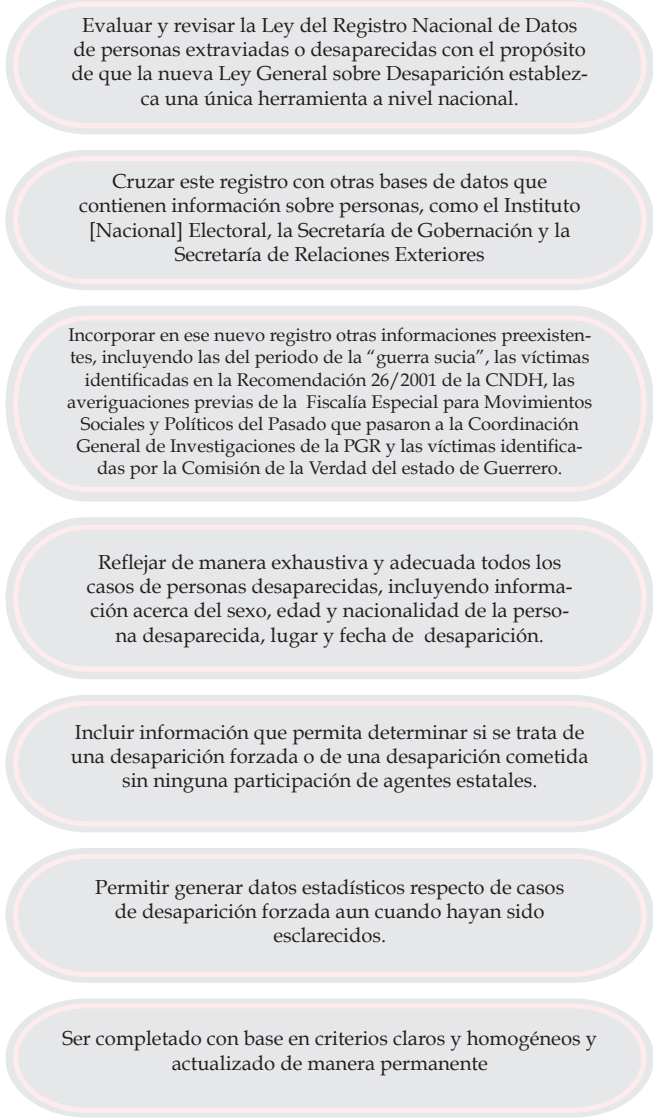 Evaluar y revisar la Ley del Registro Nacional de Datos
de personas extraviadas o desaparecidas con el propósito
de que la nueva Ley General sobre Desaparición establez-
ca una única herramienta a nivel nacional.
Cruzar este registro con otras bases de datos que
contienen información sobre personas, como el Instituto
[Nacional] Electoral, la Secretaría de Gobernación y la
Secretaría de Relaciones Exteriores
Incorporar en ese nuevo registro otras informaciones preexisten-
tes, incluyendo las del periodo de la “guerra sucia”, las víctimas
identificadas en la Recomendación 26/2001 de la CNDH, las
averiguaciones previas de la Fiscalía Especial para Movimientos
Sociales y Políticos del Pasado que pasaron a la Coordinación
General de Investigaciones de la PGR y las víctimas identifica-
das por la Comisión de la Verdad del estado de Guerrero.
Reflejar de manera exhaustiva y adecuada todos los
casos de personas desaparecidas, incluyendo informa-
ción acerca del sexo, edad y nacionalidad de la perso-
na desaparecida, lugar y fecha de desaparición.
Incluir información que permita determinar si se trata de
una desaparición forzada o de una desaparición cometida
sin ninguna participación de agentes estatales.
Permitir generar datos estadísticos respecto de casos
de desaparición forzada aun cuando hayan sido
esclarecidos.
Ser completado con base en criterios claros y homogéneos y
actualizado de manera permanente